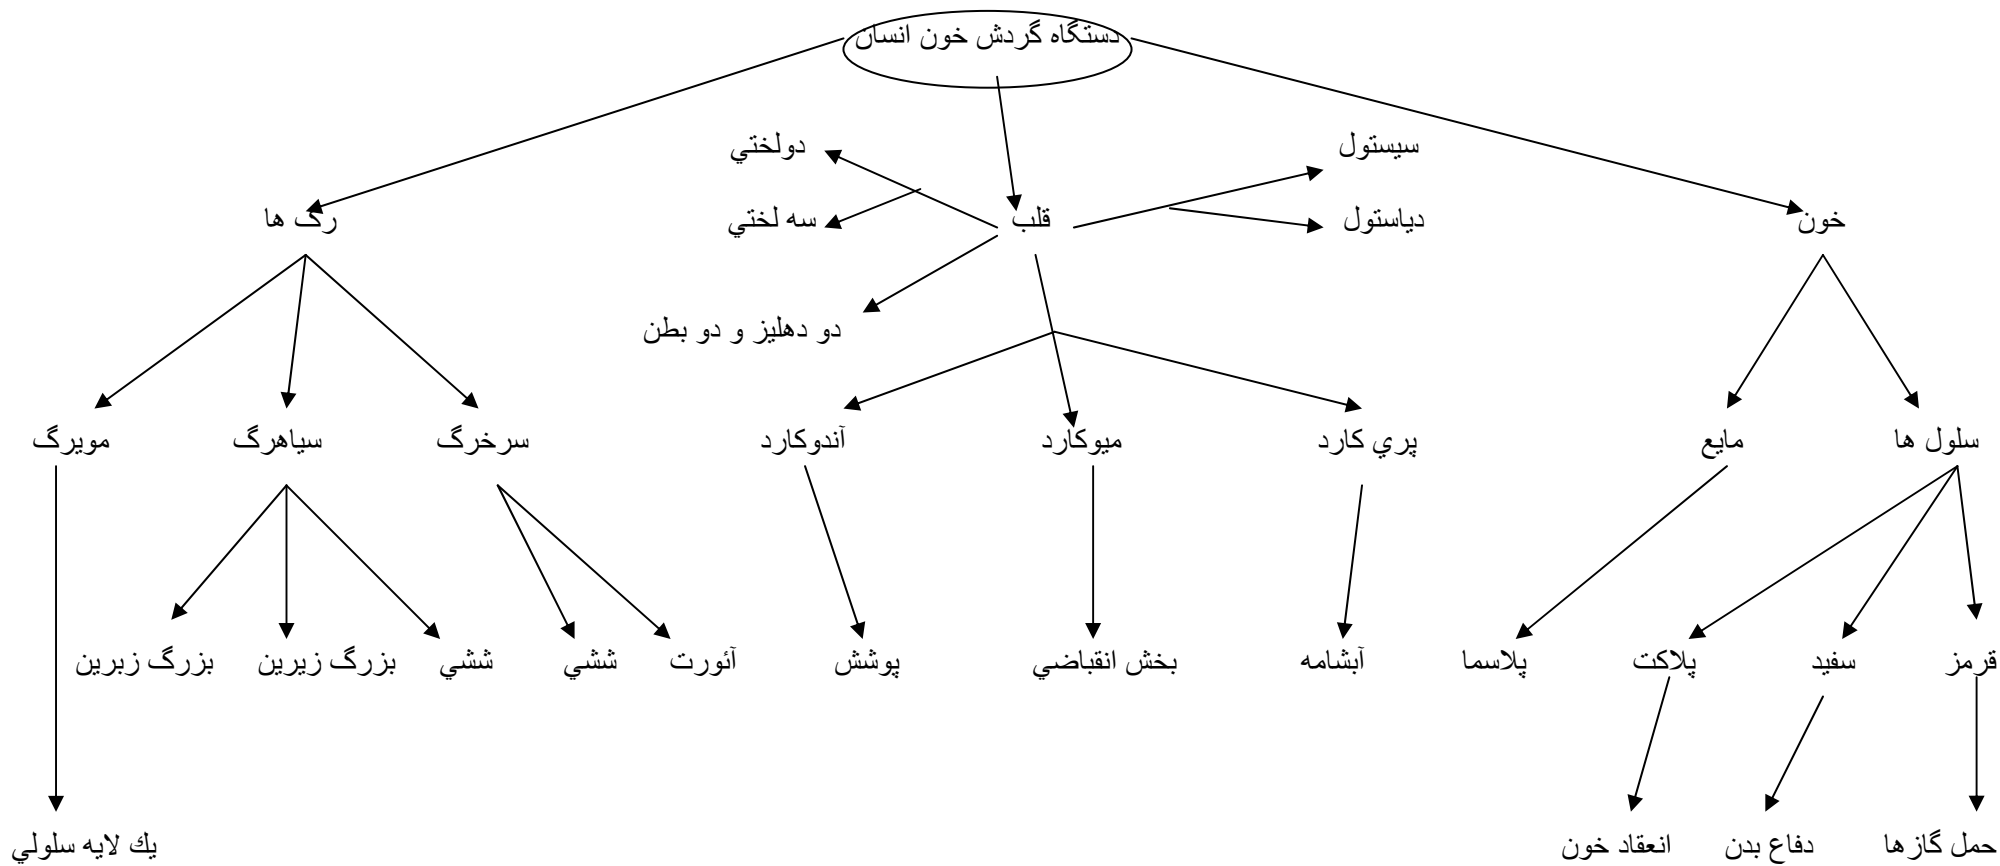 دستگاه گردش خون انسان
سيستول
دولختي
خون
دياستول
قلب
سه لختي
رگ ها
دو دهليز و دو بطن
سلول ها
مايع
پري كارد
ميوكارد
آندوكارد
سرخرگ
سياهرگ
مويرگ
قرمز
سفيد
پلاكت
پلاسما
آبشامه
بخش انقباضي
پوشش
آئورت
ششي
ششي
بزرگ زيرين
بزرگ زبرين
حمل گازها
دفاع بدن
انعقاد خون
يك لايه سلولي